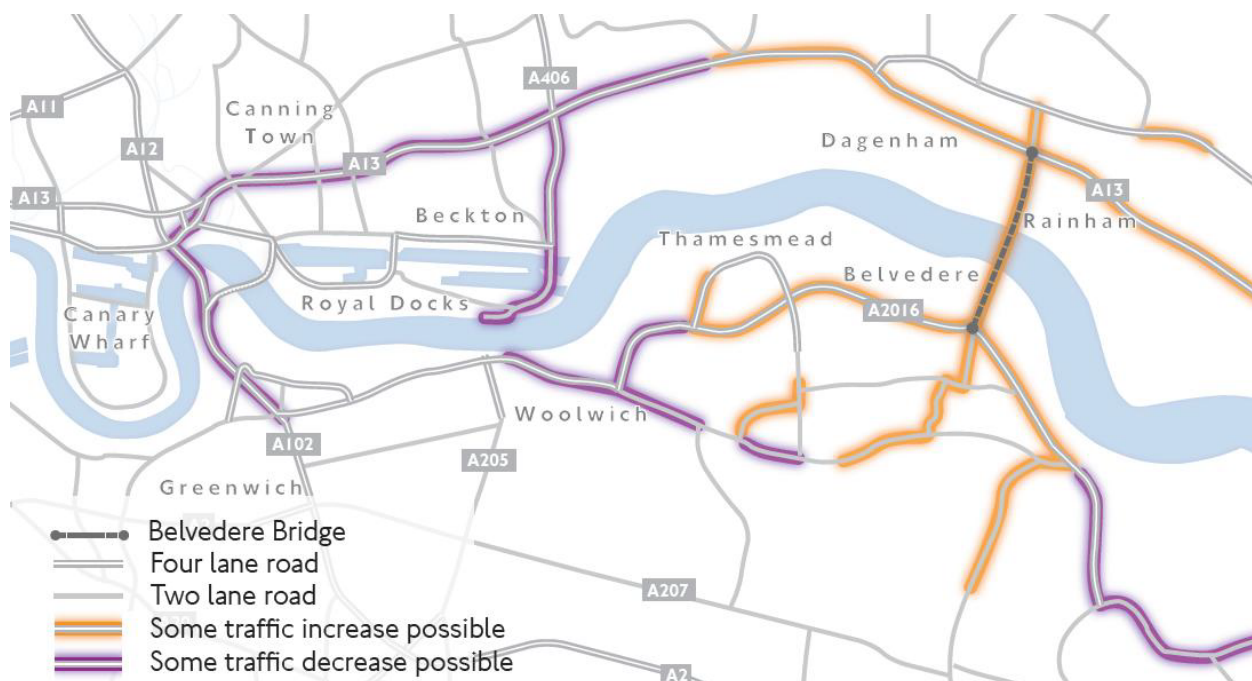 A406
A11
Canning
Town
A12
Dagenham
A13
A13
A13
Beckton
Rainham
Thamesmead
Belvedere
Royal Docks
A2016
Canary
Wharf
Woolwich
A102
A205
Greenwich
Belvedere Bridge
Four lane road
Two lane road
A207
Some traffic increase possible
Some traffic decrease possible
A2